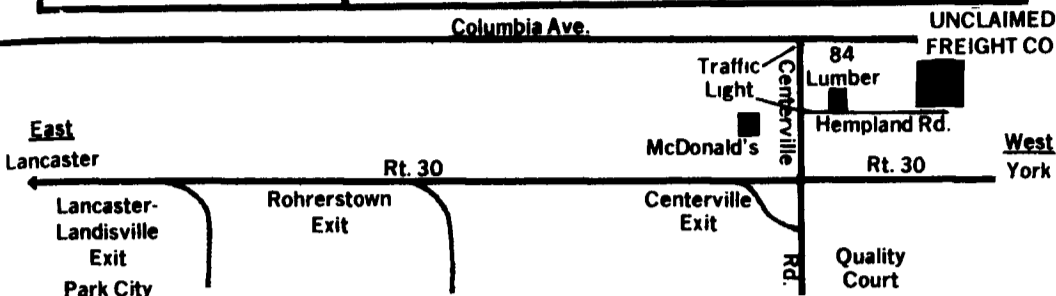 Columbia Ave.
UNCLAIMED
FREIGHT CO
Traffic
Light
Centerville
84
Lumber
Hempland Rd.
McDonald's
East
Lancaster
Rt. 30
Rt. 30
West
York
Lancaster-
Landisville
Exit
Park City
Rohrerstown
Exit
Centerville
Exit
Rd.
Quality
Court